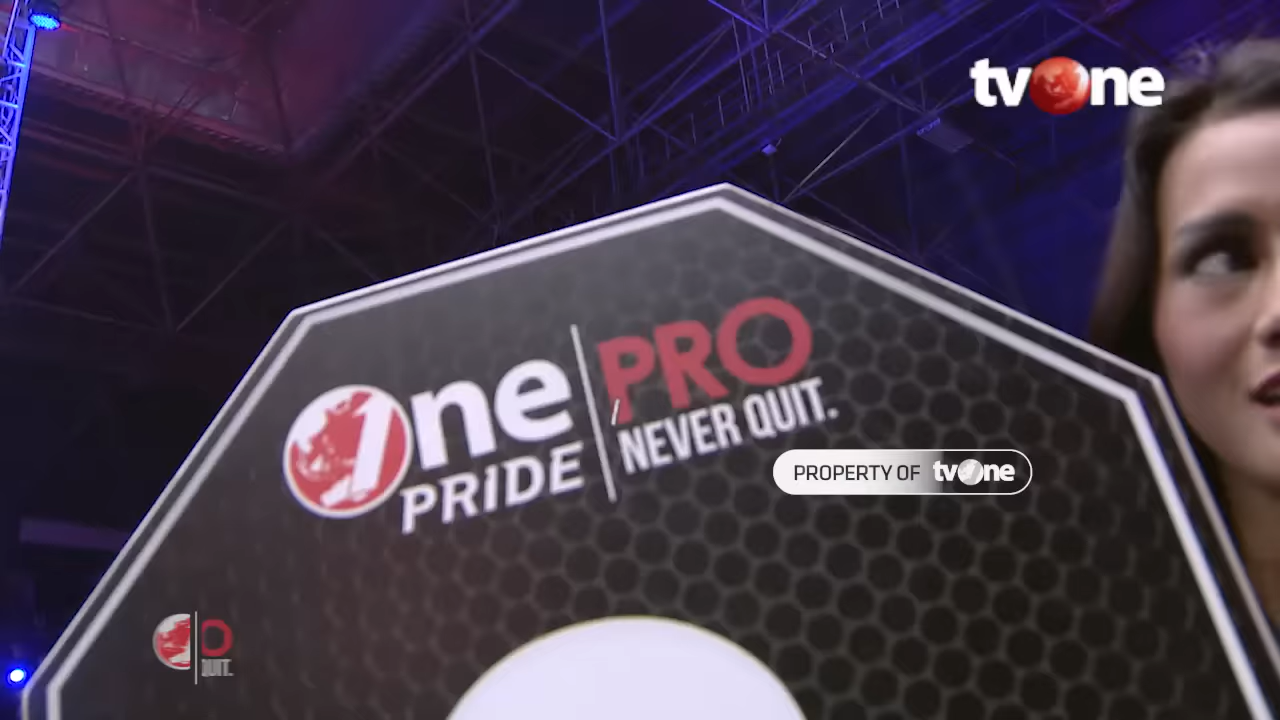 tvOne
One PRO
PRIDE NEVER QUIT.
PROPERTY OF tvOne
QUIT.